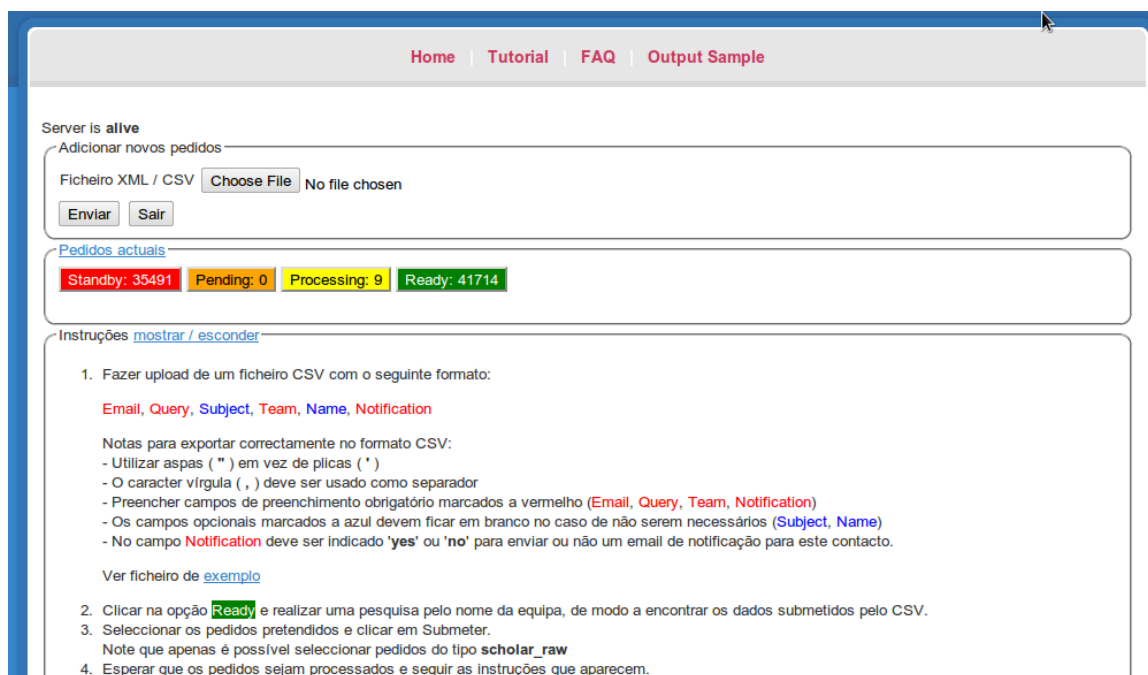 Home | Tutorial | FAQ | Output Sample
Server is alive
Adicionar novos pedidos
Ficheiro XML / CSV Choose File No file chosen
Enviar Sair
Pedidos actuais
Standby: 35491 Pending: 0 Processing: 9 Ready: 41714
Instruções mostrar / esconder
1. Fazer upload de um ficheiro CSV com o seguinte formato:
Email, Query, Subject, Team, Name, Notification
Notas para exportar correctamente no formato CSV:
- Utilizar aspas ( " ) em vez de plicas ( ' )
- O caracter vírgula ( , ) deve ser usado como separador
- Preencher campos de preenchimento obrigatório marcados a vermelho (Email, Query, Team, Notification)
- Os campos opcionais marcados a azul devem ficar em branco no caso de não serem necessários (Subject, Name)
- No campo Notification deve ser indicado 'yes' ou 'no' para enviar ou não um email de notificação para este contacto.
Ver ficheiro de exemplo
2. Clicar na opção Ready e realizar uma pesquisa pelo nome da equipa, de modo a encontrar os dados submetidos pelo CSV.
3. Seleccionar os pedidos pretendidos e clicar em Submeter.
Note que apenas é possível seleccionar pedidos do tipo scholar_raw
4. Esperar que os pedidos sejam processados e seguir as instruções que aparecem.